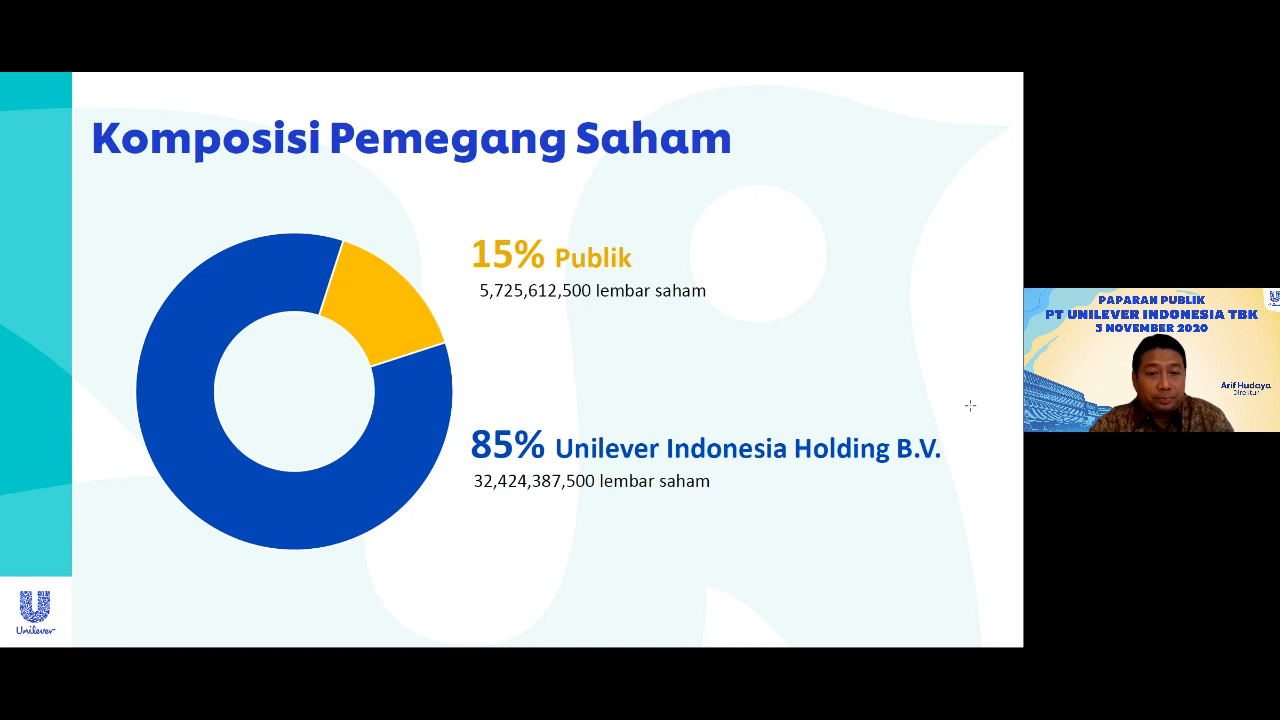 Komposisi Pemegang Saham
15% Publik
5,725,612,500 lembar saham
85% Unilever Indonesia Holding B.V.
32,424,387,500 lembar saham
Unilever
PAPARAN PUBLIK
PT UNILEVER INDONESIA TBK
3 NOVEMBER 2020
Arif Hudaya
Direktur